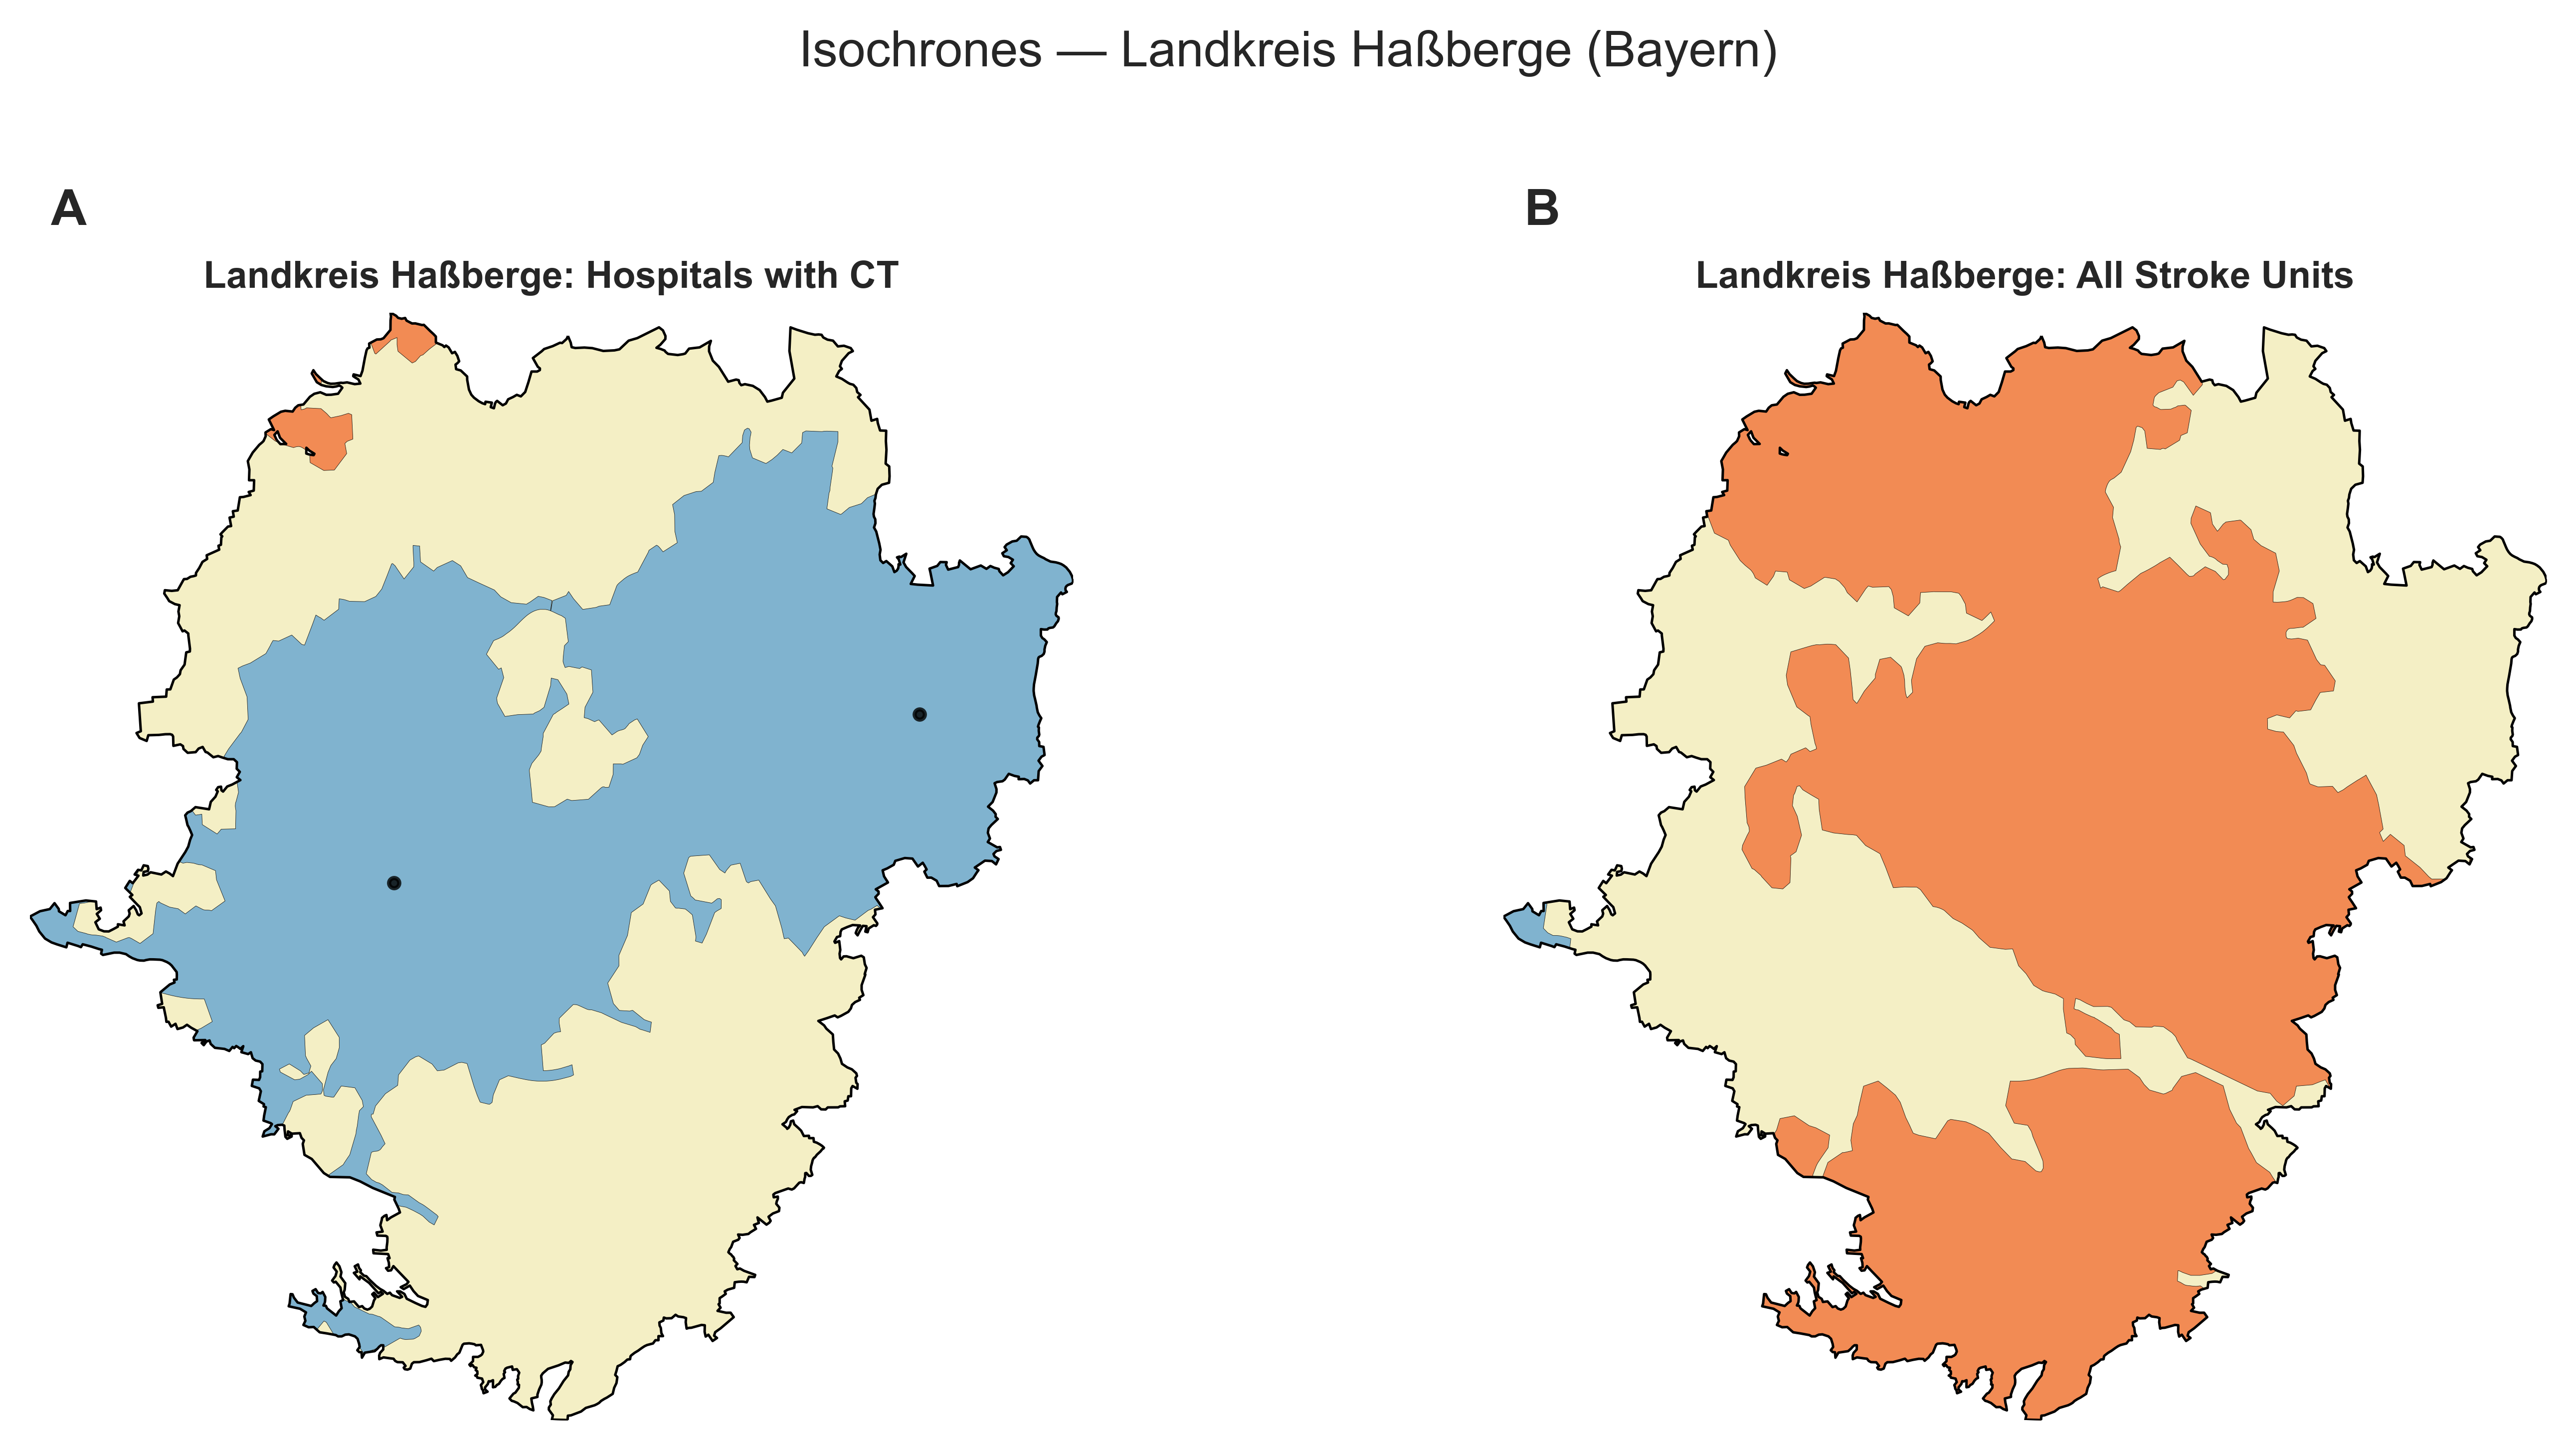 Isochrones — Landkreis Haßberge (Bayern)
A
B
Landkreis Haßberge: Hospitals with CT
Landkreis Haßberge: All Stroke Units